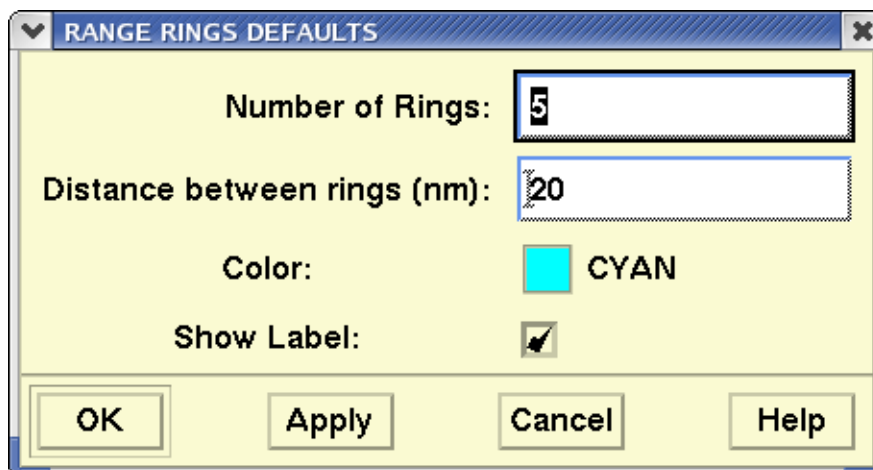 RANGE RINGS DEFAULTS
Number of Rings: 5
Distance between rings (nm): 20
Color: CYAN
Show Label:
OK Apply Cancel Help